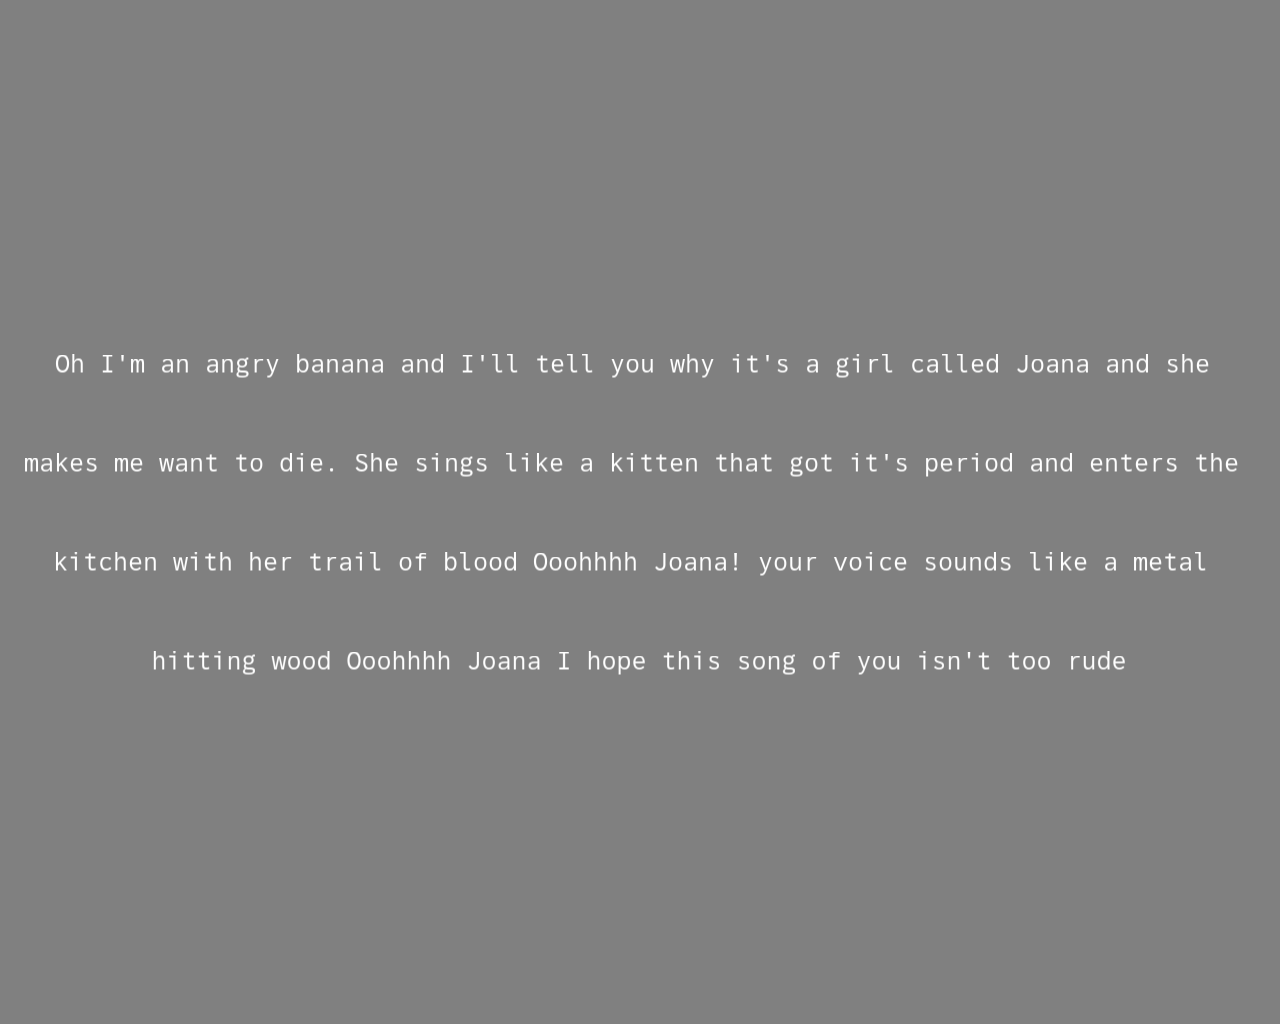 Oh I'm an angry banana and I'll tell you why it's a girl called Joana and she
makes me want to die. She sings like a kitten that got it's period and enters the
kitchen with her trail of blood Ooohhhh Joana! your voice sounds like a metal
hitting wood Ooohhhh Joana I hope this song of you isn't too rude